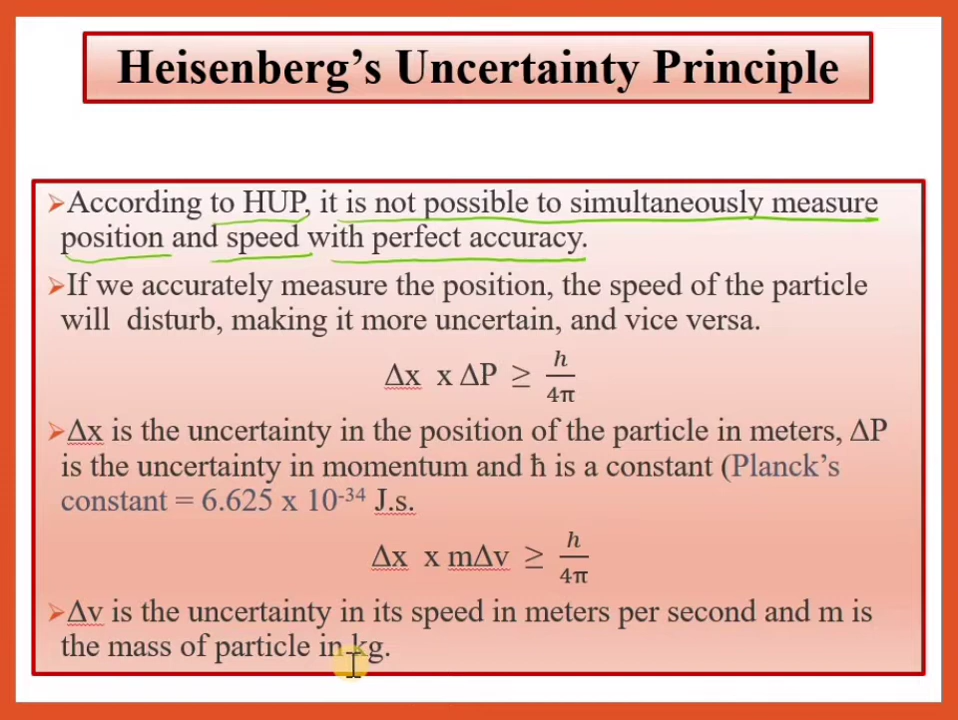 Heisenberg’s Uncertainty Principle
➢According to HUP, it is not possible to simultaneously measure
position and speed with perfect accuracy.
➢If we accurately measure the position, the speed of the particle
will disturb, making it more uncertain, and vice versa.
Δx x ΔP ≥ h/4π
➢Δx is the uncertainty in the position of the particle in meters, ΔP
is the uncertainty in momentum and ħ is a constant (Planck’s
constant = 6.625 x 10⁻³⁴ J.s.
Δx x mΔv ≥ h/4π
➢Δv is the uncertainty in its speed in meters per second and m is
the mass of particle in kg.